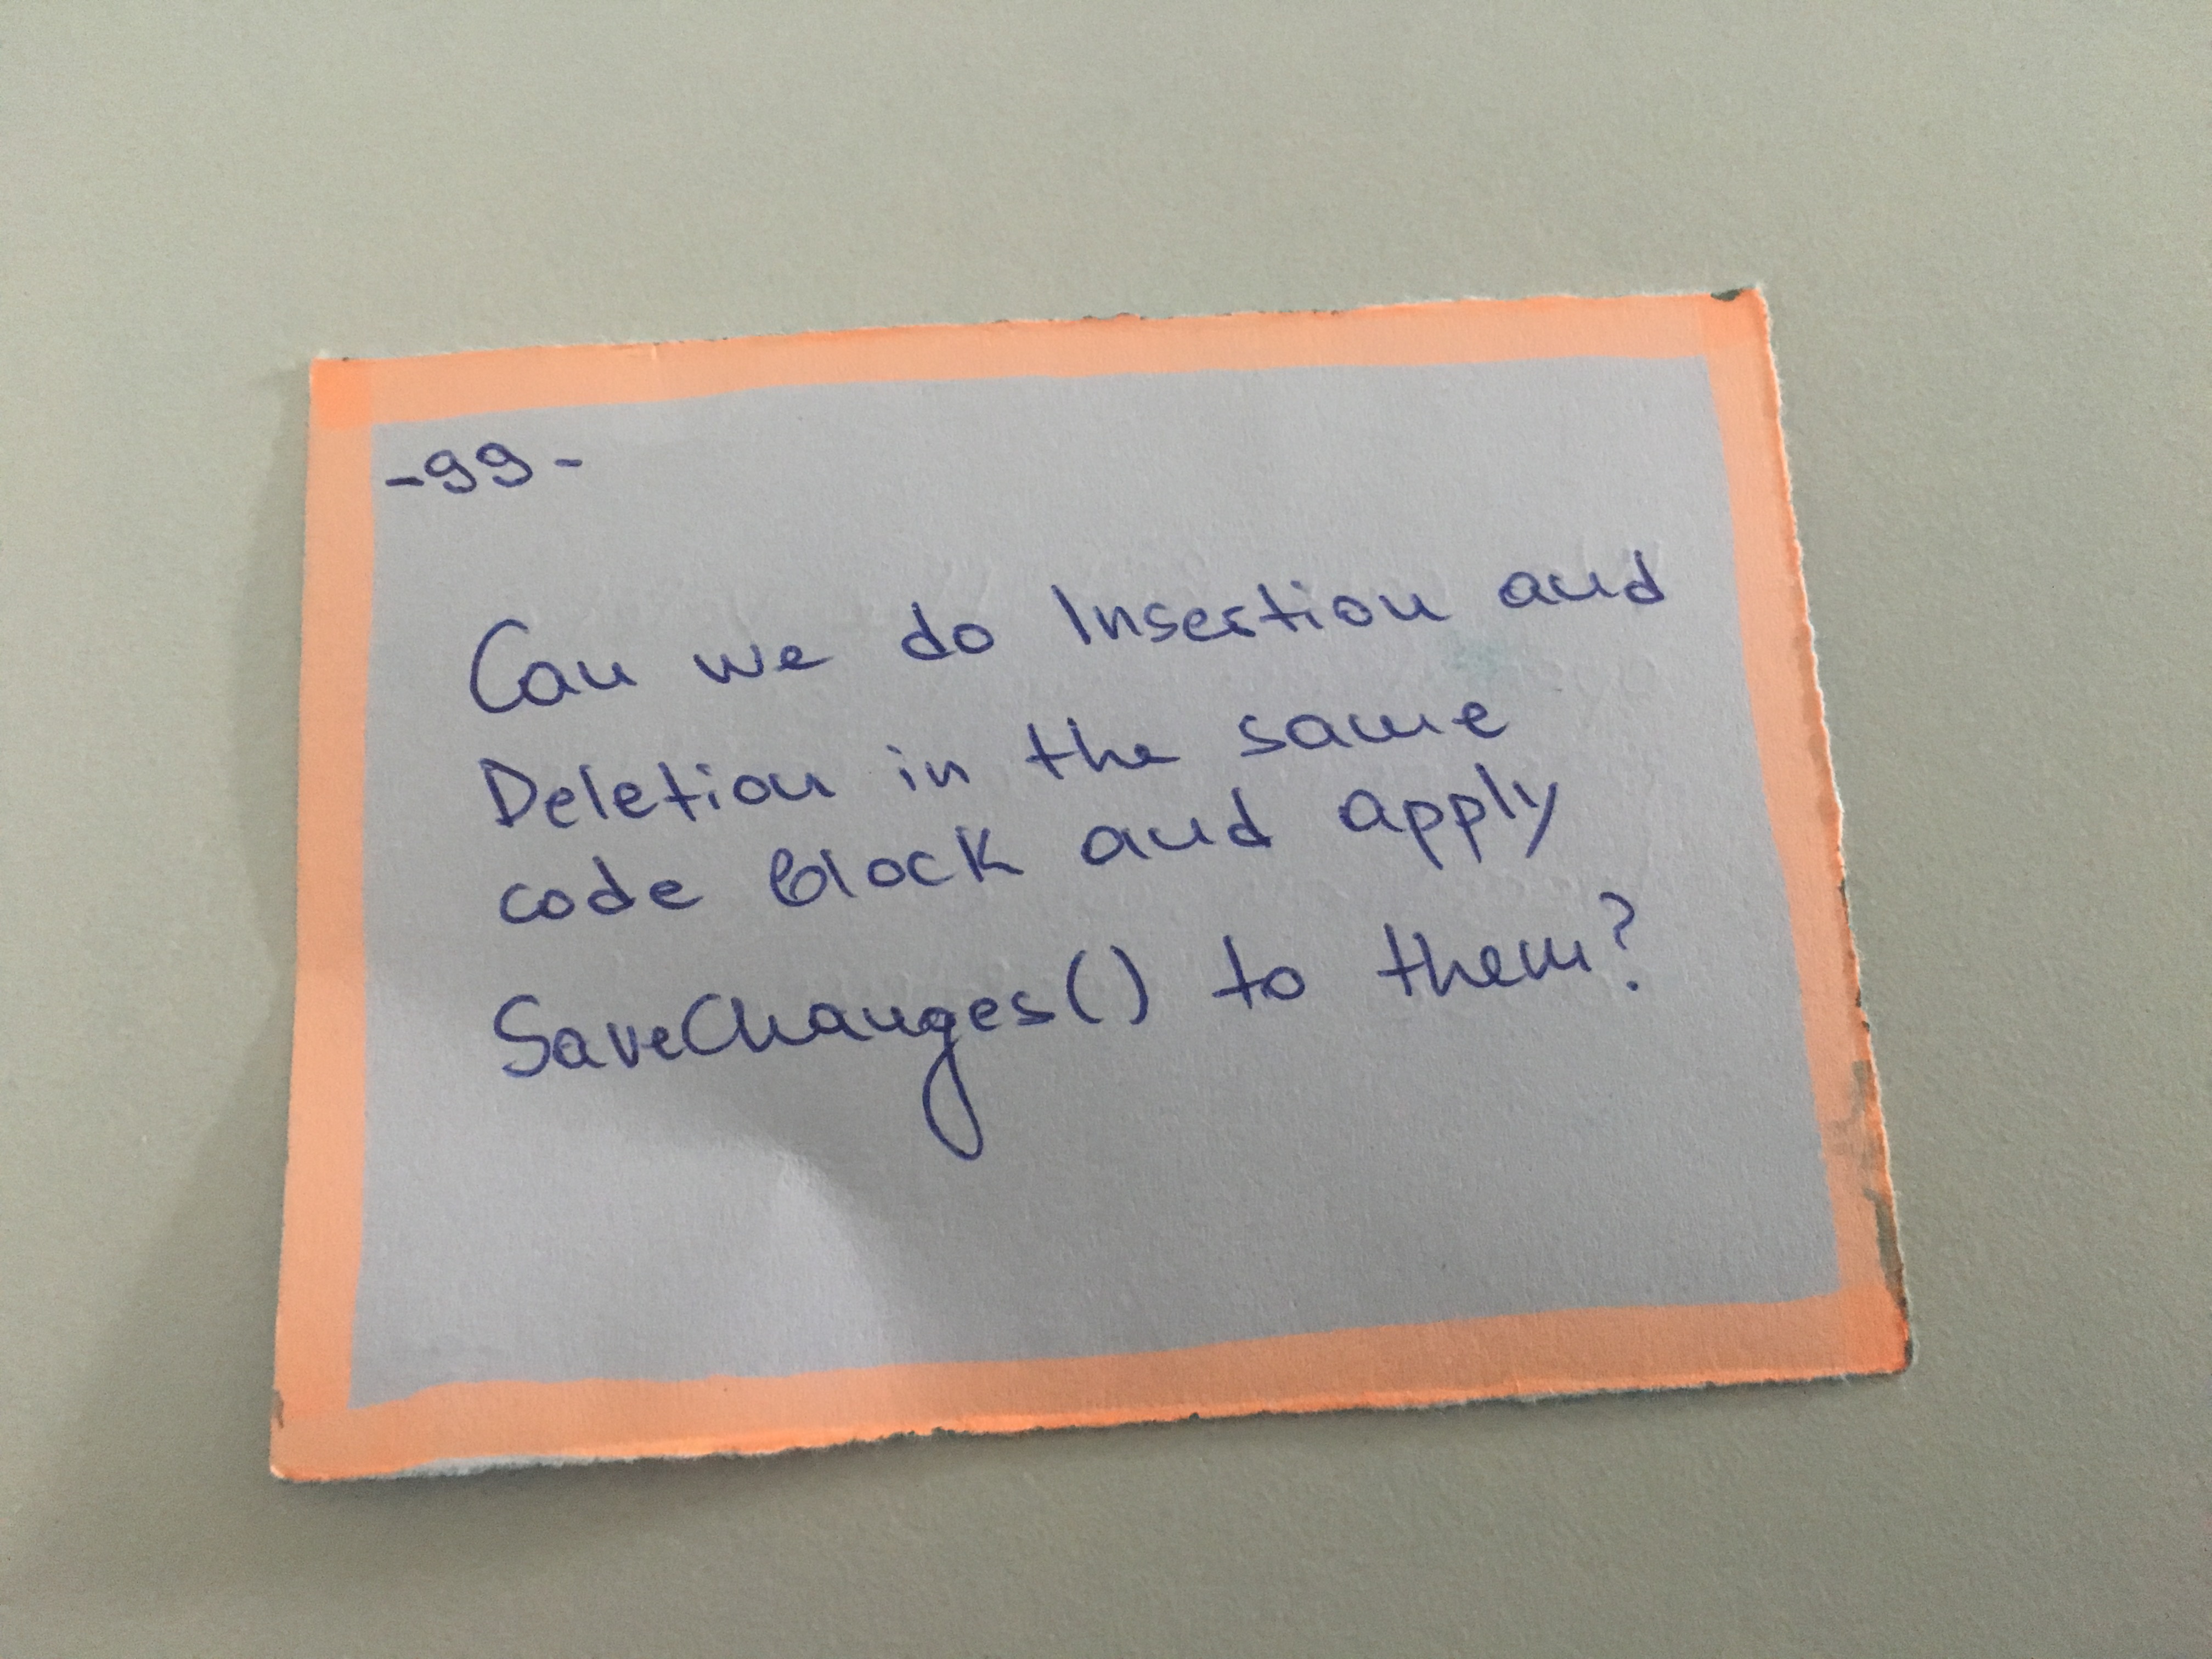 -99-
Can we do Insertion and
Deletion in the same
code block and apply
SaveChanges() to them?